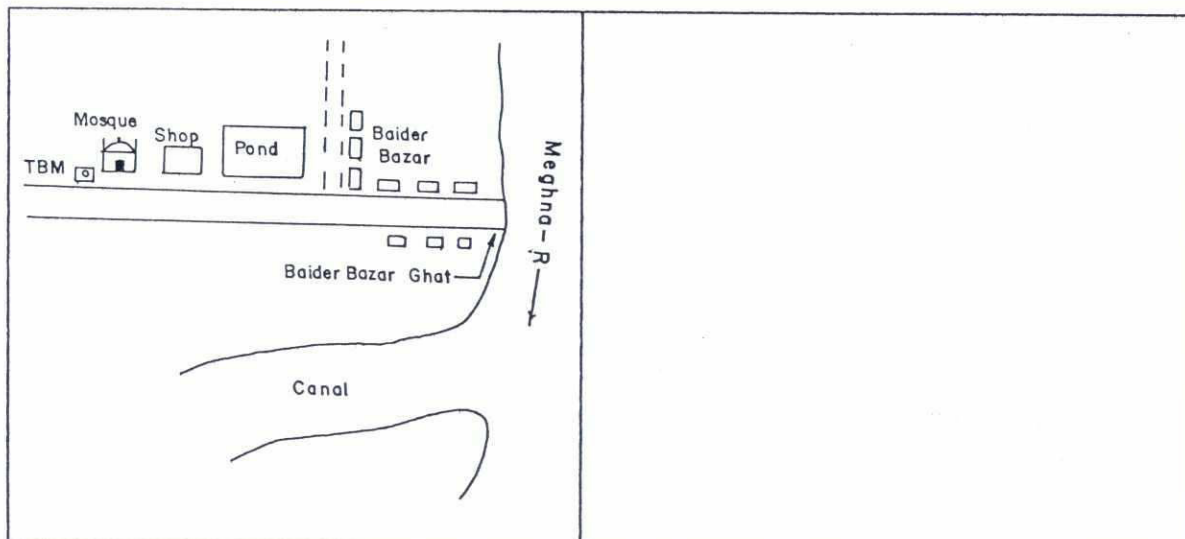 Mosque
Shop
Pond
Baider
Bazar
TBM
Meghna-R
Baider Bazar Ghat
Canal